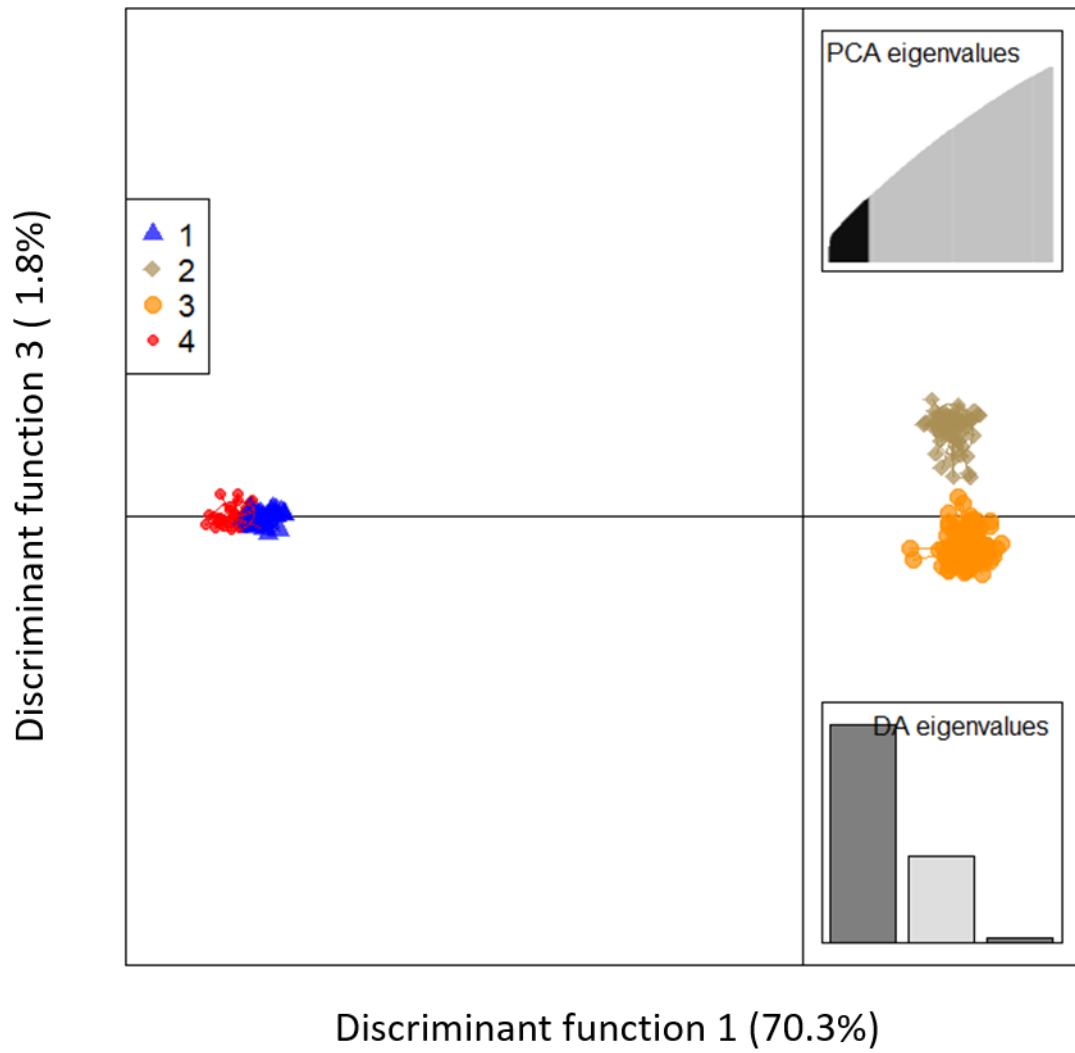 PCA eigenvalues
1
2
3
4
Discriminant function 3 ( 1.8%)
DA eigenvalues
Discriminant function 1 (70.3%)